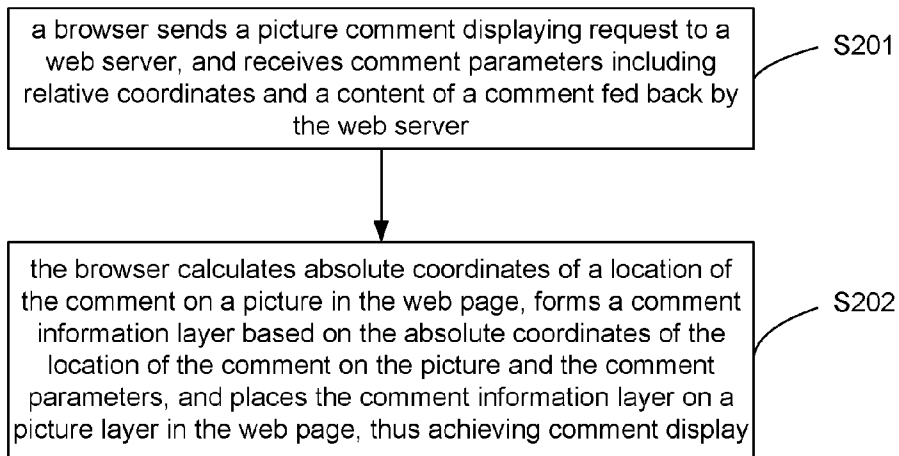 a browser sends a picture comment displaying request to a
web server, and receives comment parameters including
relative coordinates and a content of a comment fed back by
the web server
S201
the browser calculates absolute coordinates of a location of
the comment on a picture in the web page, forms a comment
information layer based on the absolute coordinates of the
location of the comment on the picture and the comment
parameters, and places the comment information layer on a
picture layer in the web page, thus achieving comment display
S202